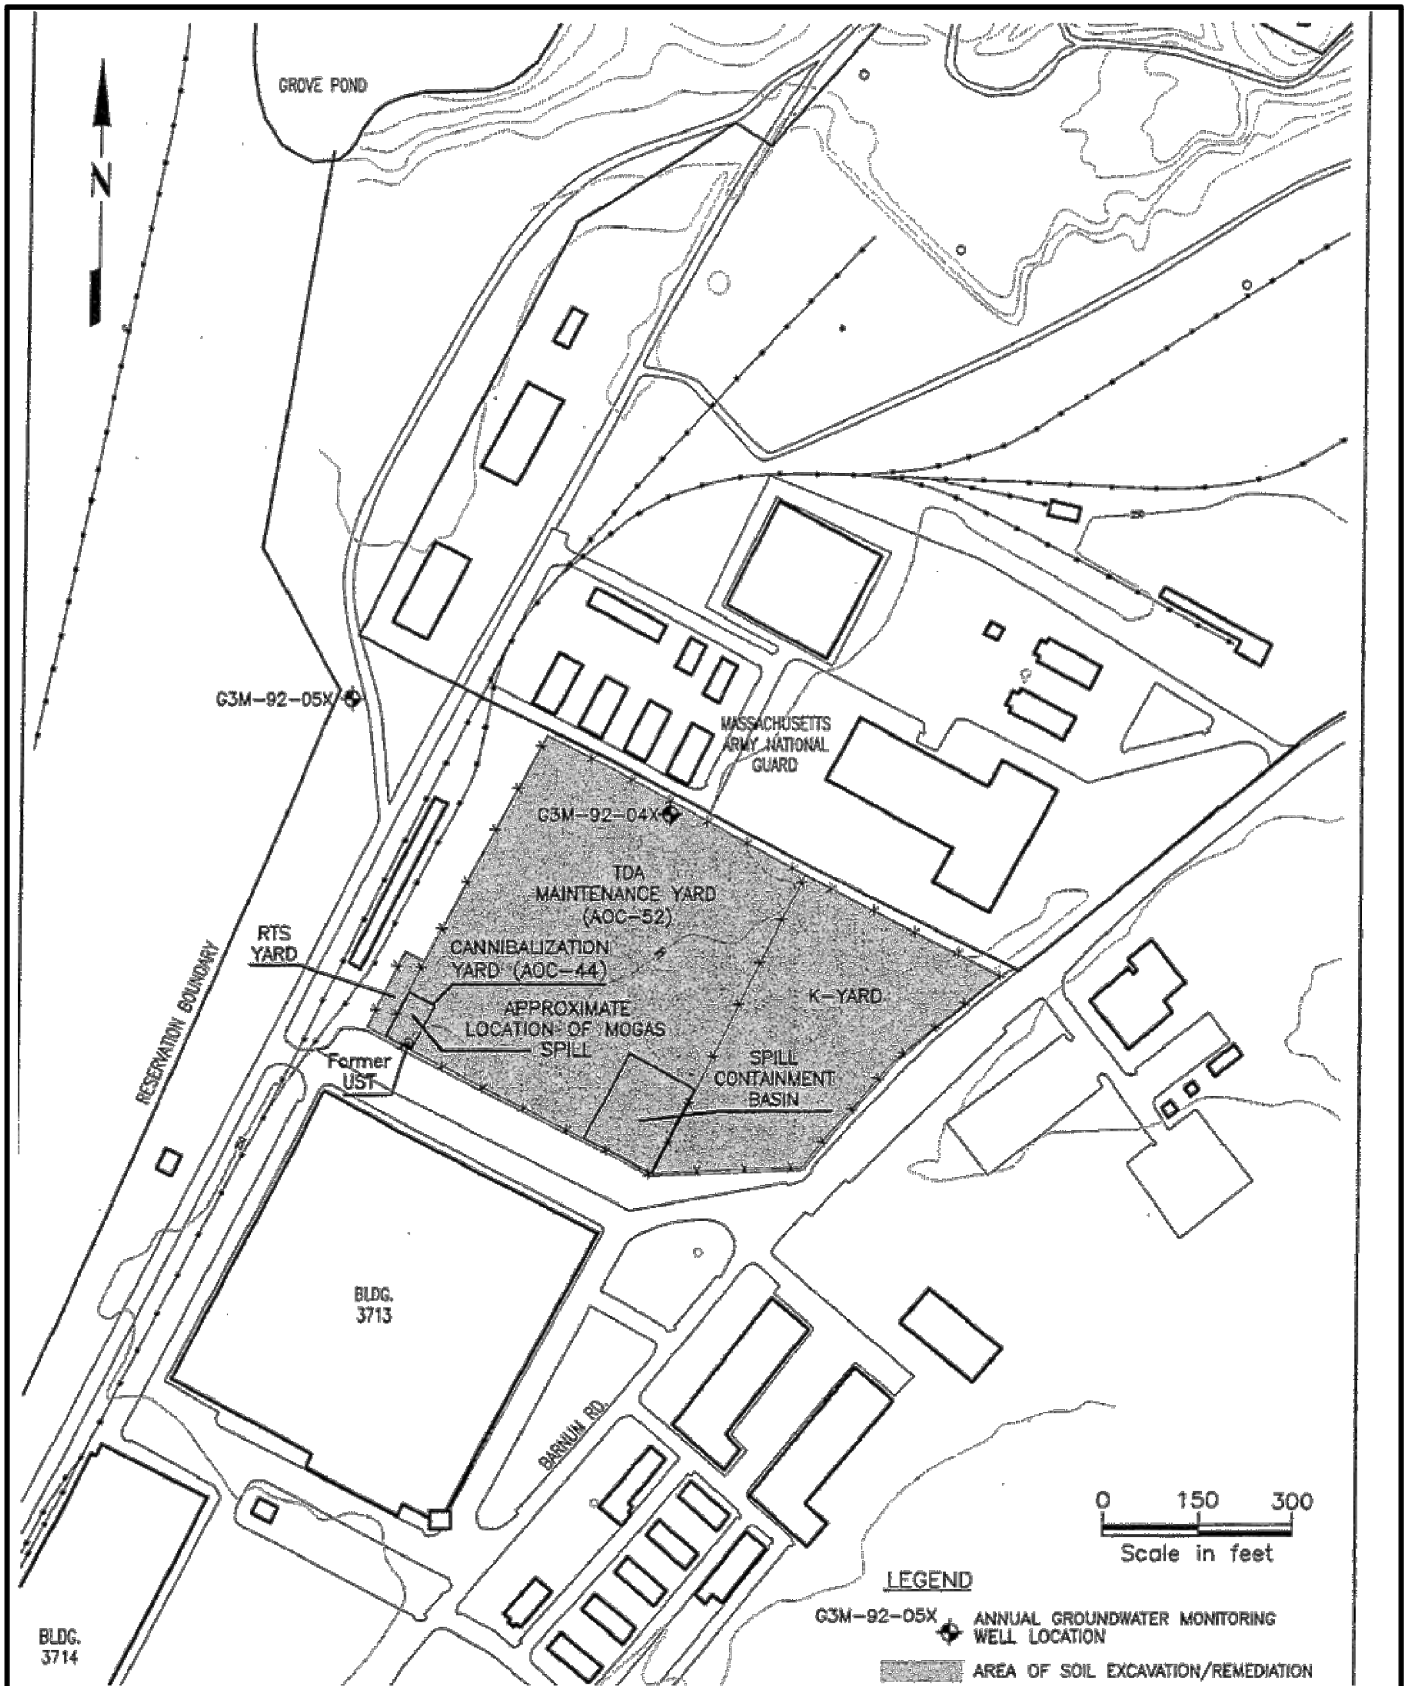 GROVE POND
N
G3M-92-05X
MASSACHUSETTS
ARMY NATIONAL
GUARD
G3M-92-04X
TDA
MAINTENANCE YARD
(AOC-52)
RTS
YARD
CANNIBALIZATION
YARD (AOC-44)
K-YARD
APPROXIMATE
LOCATION OF MOGAS
SPILL
RESERVATION BOUNDARY
Former
UST
SPILL
CONTAINMENT
BASIN
BLDG.
3713
BARNUM RD.
0 150 300
Scale in feet
LEGEND
G3M-92-05X
ANNUAL GROUNDWATER MONITORING
WELL LOCATION
BLDG.
3714
AREA OF SOIL EXCAVATION/REMEDIATION